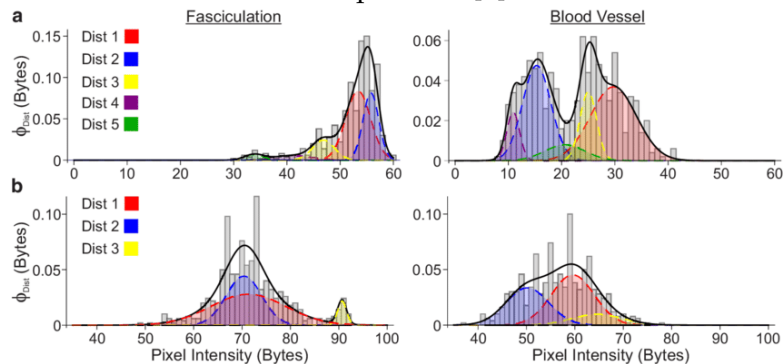 a Fasciculation Blood Vessel
ϕDist (Bytes)
0.15
0.10
0.05
0
Dist 1
Dist 2
Dist 3
Dist 4
Dist 5
0 10 20 30 40 50 60
0.06
0.04
0.02
0
0 10 20 30 40 50 60
b
ϕDist (Bytes)
0.10
0.05
0
Dist 1
Dist 2
Dist 3
40 50 60 70 80 90 100
Pixel Intensity (Bytes)
0.10
0.05
0
40 50 60 70 80 90 100
Pixel Intensity (Bytes)